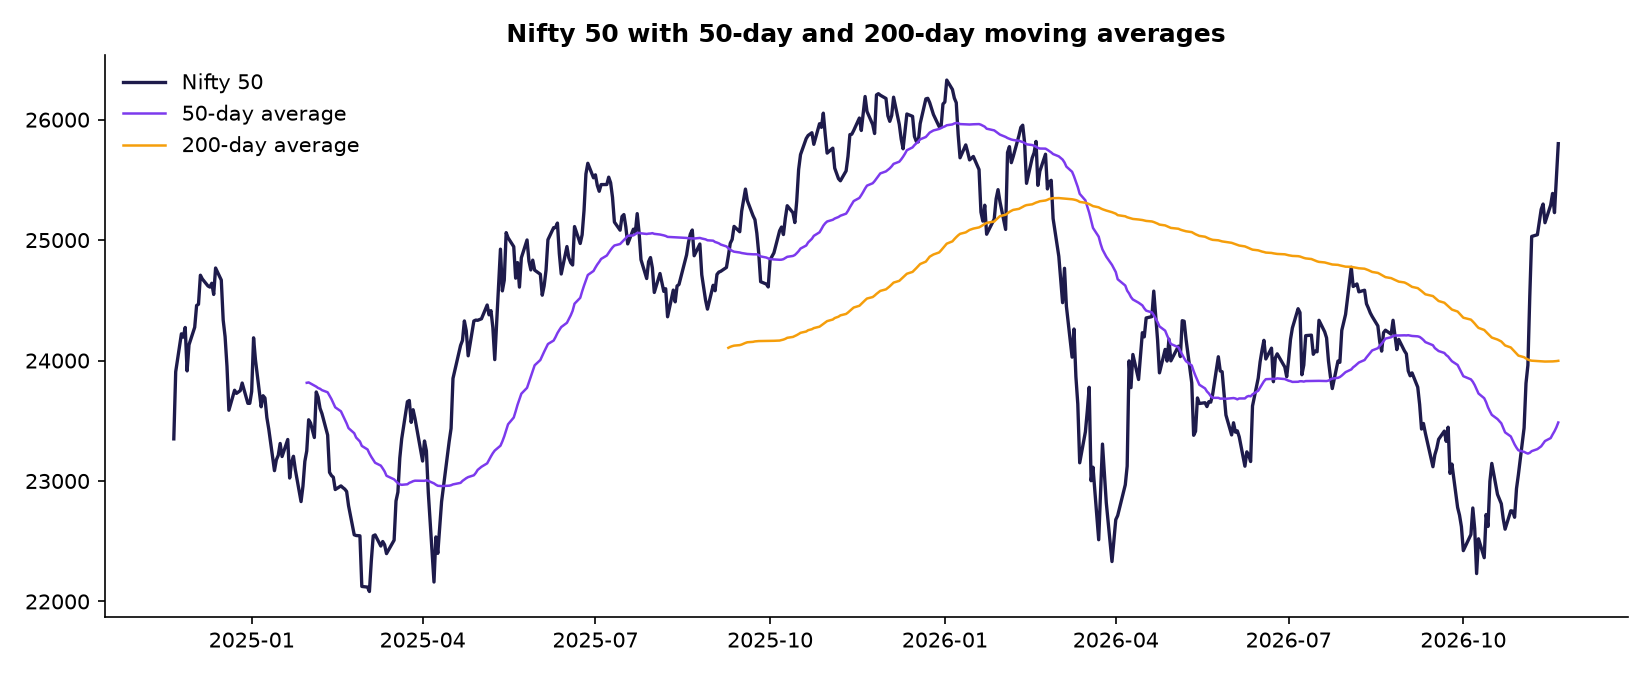 Nifty 50 with 50-day and 200-day moving averages
Nifty 50
50-day average
200-day average
26000
25000
24000
23000
22000
2025-01 2025-04 2025-07 2025-10 2026-01 2026-04 2026-07 2026-10